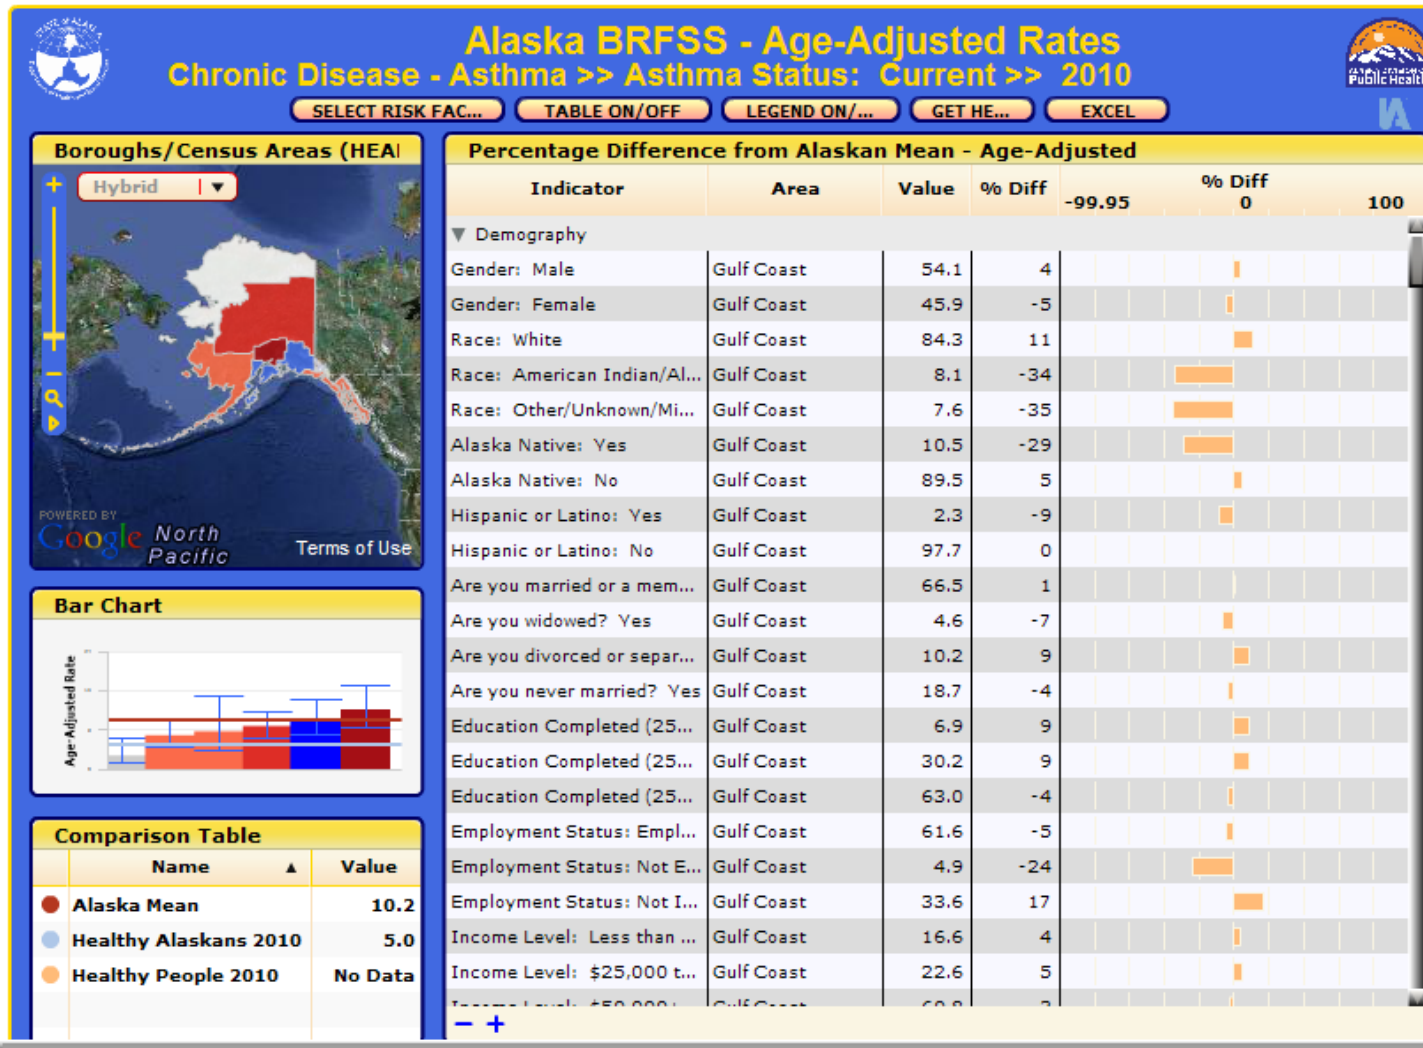 Alaska BRFSS - Age-Adjusted Rates
Chronic Disease - Asthma >> Asthma Status: Current >> 2010
Public Health
SELECT RISK FAC... TABLE ON/OFF LEGEND ON/... GET HE... EXCEL
Boroughs/Census Areas (HEAI
Hybrid
POWERED BY
Google
North
Pacific
Terms of Use
Bar Chart
Age-Adjusted Rate
Comparison Table
Name Value
Alaska Mean 10.2
Healthy Alaskans 2010 5.0
Healthy People 2010 No Data
Percentage Difference from Alaskan Mean - Age-Adjusted
Indicator Area Value % Diff % Diff
-99.95 0 100
Demography
Gender: Male Gulf Coast 54.1 4
Gender: Female Gulf Coast 45.9 -5
Race: White Gulf Coast 84.3 11
Race: American Indian/Al... Gulf Coast 8.1 -34
Race: Other/Unknown/Mi... Gulf Coast 7.6 -35
Alaska Native: Yes Gulf Coast 10.5 -29
Alaska Native: No Gulf Coast 89.5 5
Hispanic or Latino: Yes Gulf Coast 2.3 -9
Hispanic or Latino: No Gulf Coast 97.7 0
Are you married or a mem... Gulf Coast 66.5 1
Are you widowed? Yes Gulf Coast 4.6 -7
Are you divorced or separ... Gulf Coast 10.2 9
Are you never married? Yes Gulf Coast 18.7 -4
Education Completed (25... Gulf Coast 6.9 9
Education Completed (25... Gulf Coast 30.2 9
Education Completed (25... Gulf Coast 63.0 -4
Employment Status: Empl... Gulf Coast 61.6 -5
Employment Status: Not E... Gulf Coast 4.9 -24
Employment Status: Not I... Gulf Coast 33.6 17
Income Level: Less than ... Gulf Coast 16.6 4
Income Level: $25,000 t... Gulf Coast 22.6 5